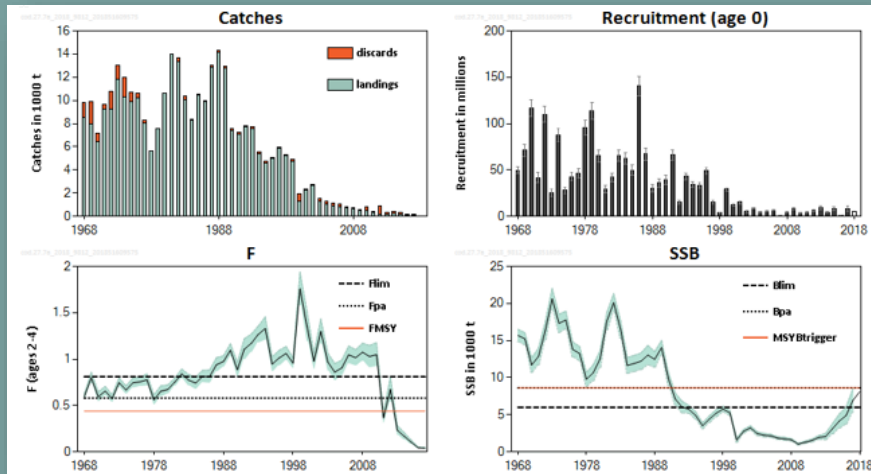 Catches
Catches in 1000 t
16
14
12
10
8
6
4
2
0
1968
1988
2008
discards
landings
Recruitment (age 0)
Recruitment in millions
200
150
100
50
0
1968
1978
1988
1998
2008
2018
F
F (ages 2-4)
2
1.5
1
0.5
0
1968
1978
1988
1998
2008
Flim
Fpa
FMSY
SSB
SSB in 1000 t
25
20
15
10
5
0
1968
1978
1988
1998
2008
2018
Blim
Bpa
MSYBtrigger